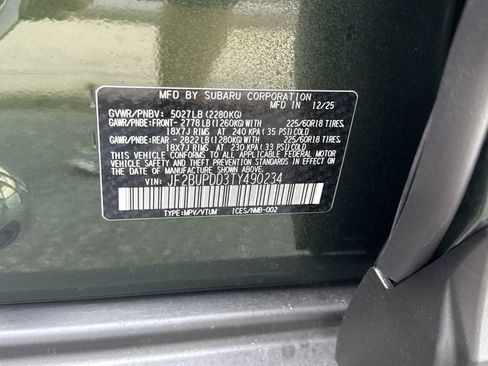 MFD BY SUBARU CORPORATION 12/25
GVWR/PNBV: 5027LB (2280KG)
GAWR/PNBE: FRONT- 2778LB (1260KG) WITH 225/60R18 TIRES,
18X7J RIMS AT 240 KPA (35 PSI) COLD
GAWR/PNBE: REAR - 2822LB (1280KG) WITH 225/60R18 TIRES,
18X7J RIMS AT 230 KPA (33 PSI) COLD
THIS VEHICLE CONFORMS TO ALL APPLICABLE FEDERAL MOTOR
VEHICLE SAFETY, BUMPER, AND THEFT PREVENTION STANDARDS IN EFFECT ON THE
DATE OF MANUFACTURE SHOWN ABOVE.
VIN: JF2BUPDD3TY490234
TYPE:MPV/VTUM ICES/NMB-002